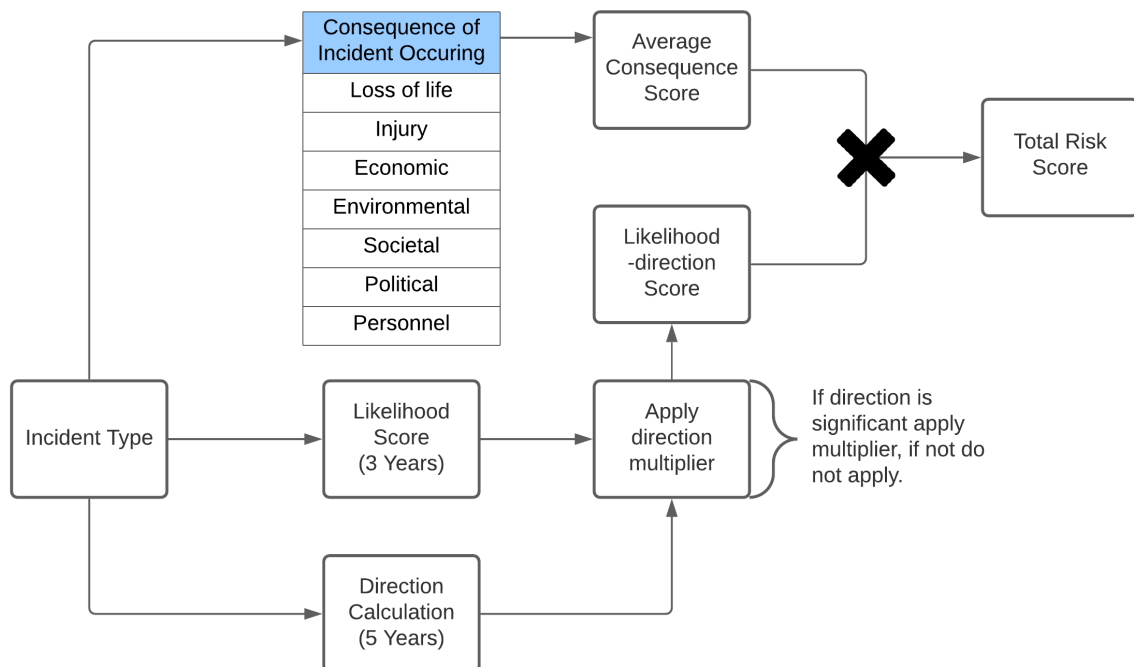 Consequence of
Incident Occuring
Loss of life
Injury
Economic
Environmental
Societal
Political
Personnel
Average
Consequence
Score
Total Risk
Score
Likelihood
-direction
Score
Incident Type
Likelihood
Score
(3 Years)
Apply
direction
multiplier
If direction is
significant apply
multiplier, if not do
not apply.
Direction
Calculation
(5 Years)